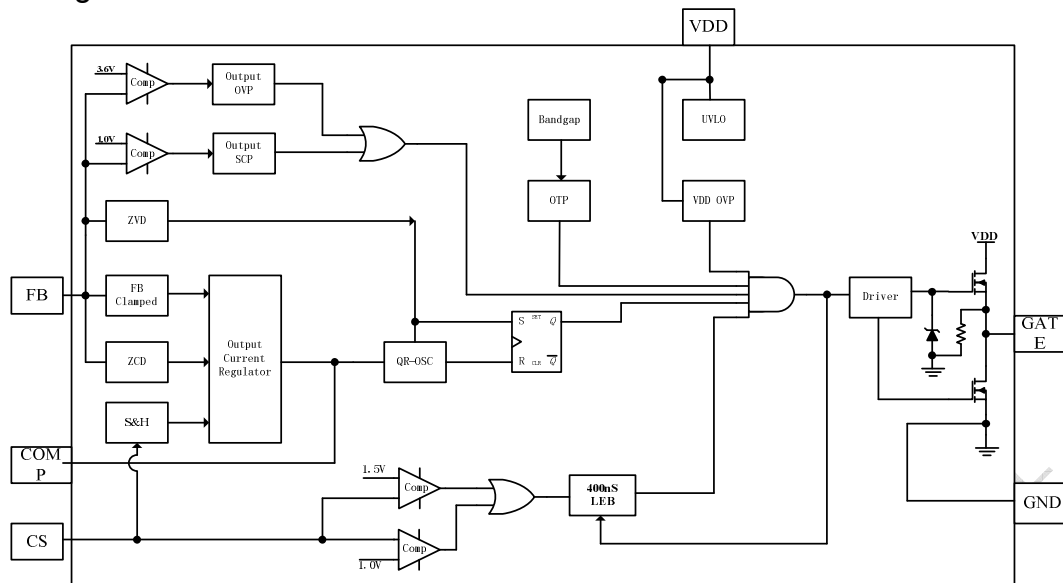 VDD
3.6V
Comp
Output
OVP
1.0V
Comp
Output
SCP
Bandgap
UVLO
OTP
VDD OVP
ZVD
VDD
FB
FB
Clamped
Output
Current
Regulator
ZCD
S&H
QR-OSC
S SET Q
R CLR Q
Driver
GAT
E
COM
P
1.5V
Comp
400nS
LEB
CS
Comp
1.0V
GND